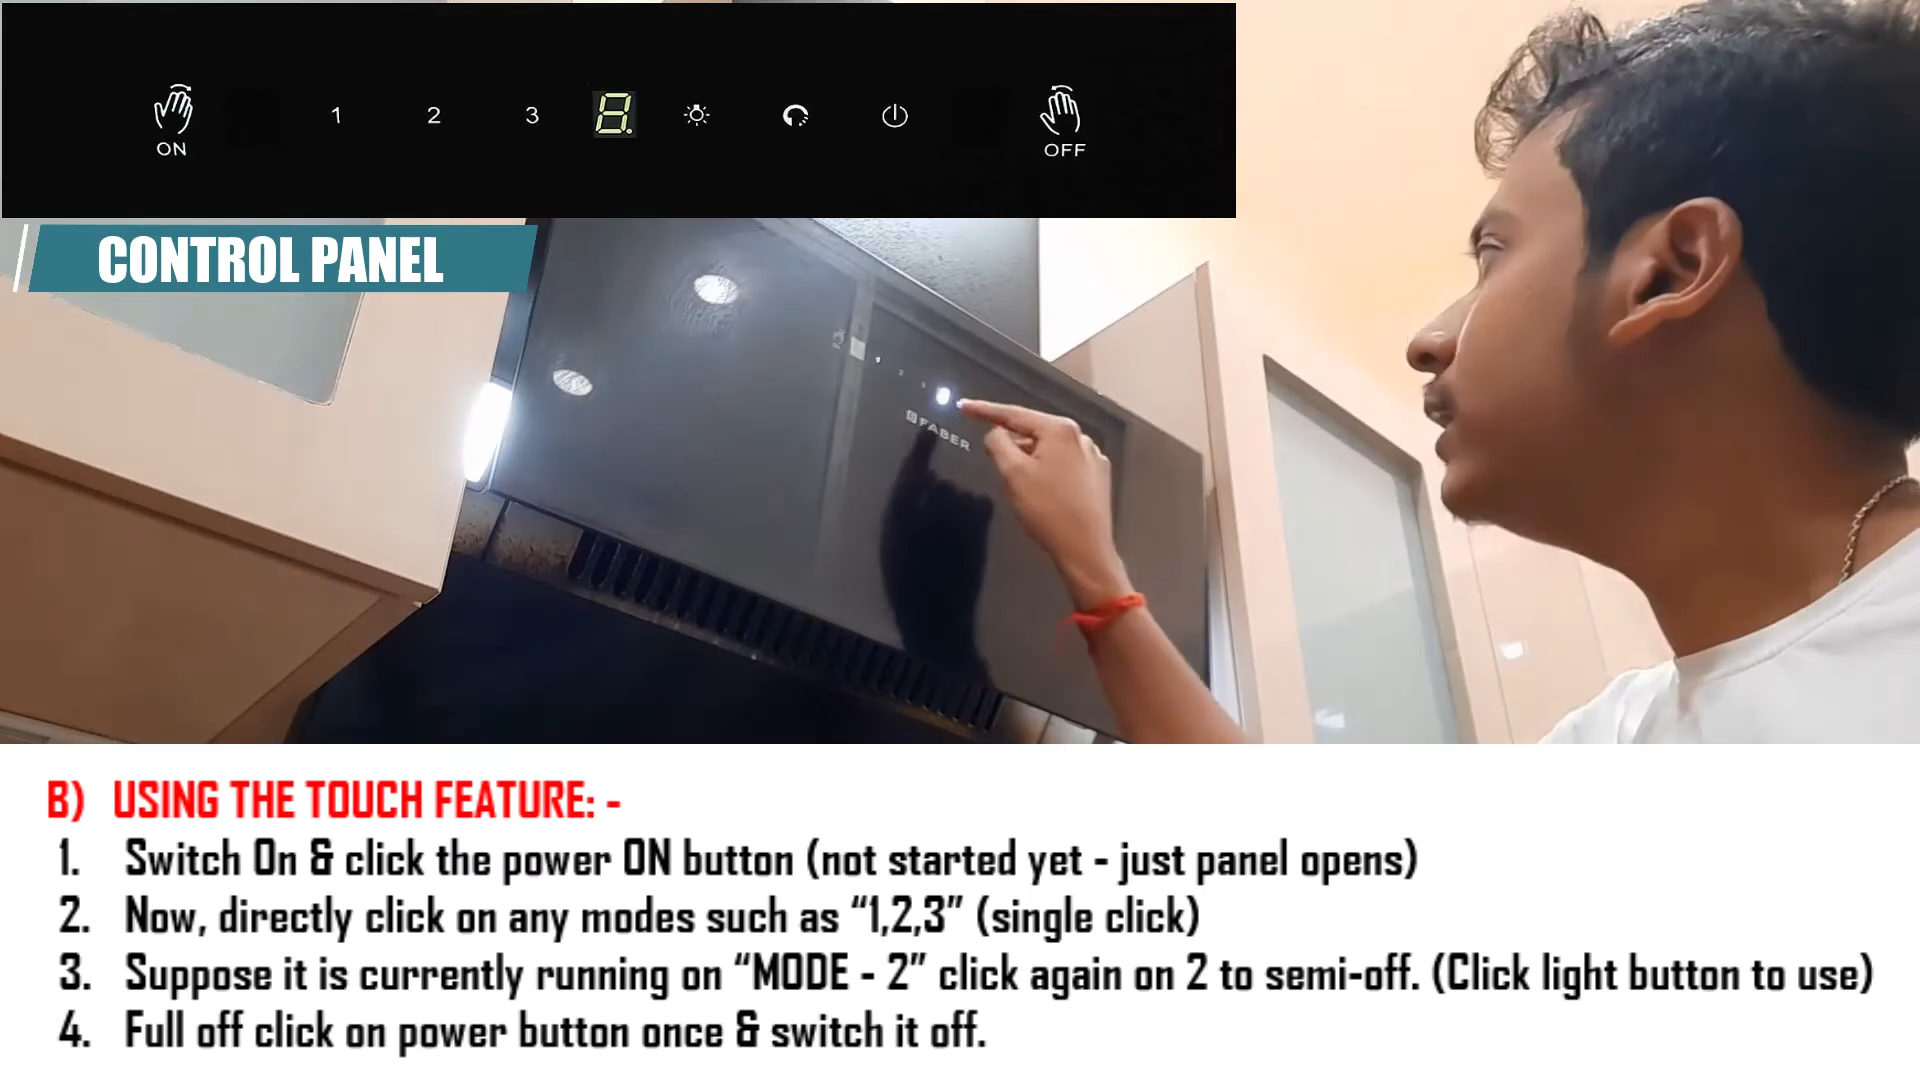 ON
1 2 3 8.
OFF
CONTROL PANEL
1
FABER
B) USING THE TOUCH FEATURE: -
1. Switch On & click the power ON button (not started yet - just panel opens)
2. Now, directly click on any modes such as “1,2,3” (single click)
3. Suppose it is currently running on “MODE - 2” click again on 2 to semi-off. (Click light button to use)
4. Full off click on power button once & switch it off.